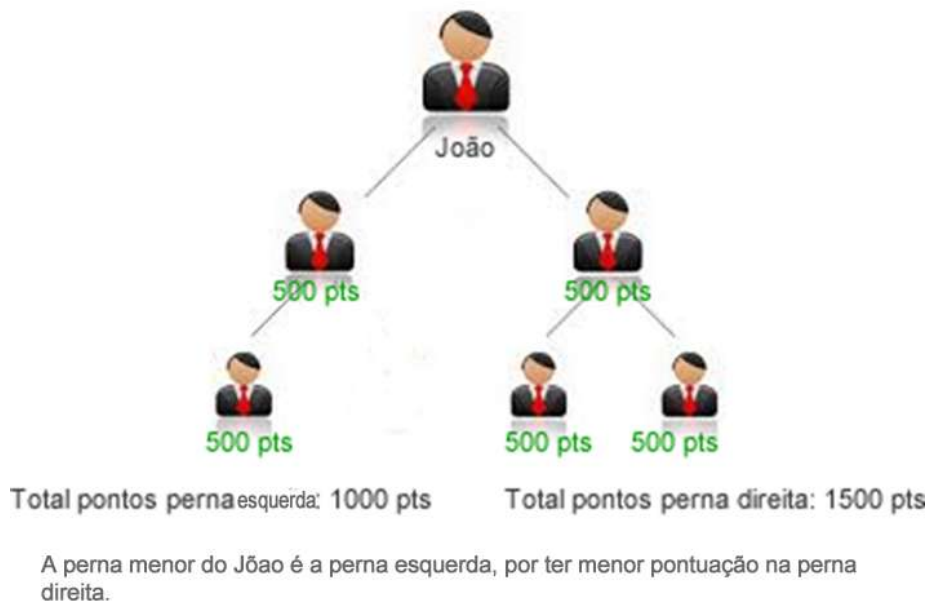 João
500 pts 500 pts
500 pts 500 pts 500 pts
Total pontos perna esquerda: 1000 pts Total pontos perna direita: 1500 pts
A perna menor do Jõao é a perna esquerda, por ter menor pontuação na perna
direita.